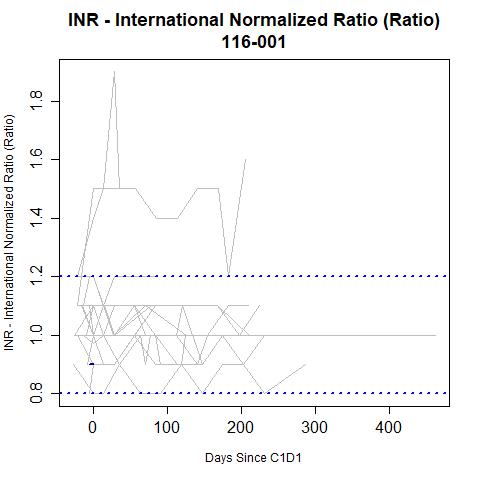 INR - International Normalized Ratio (Ratio)
116-001
INR - International Normalized Ratio (Ratio)
1.8
1.6
1.4
1.2
1.0
0.8
0 100 200 300 400
Days Since C1D1